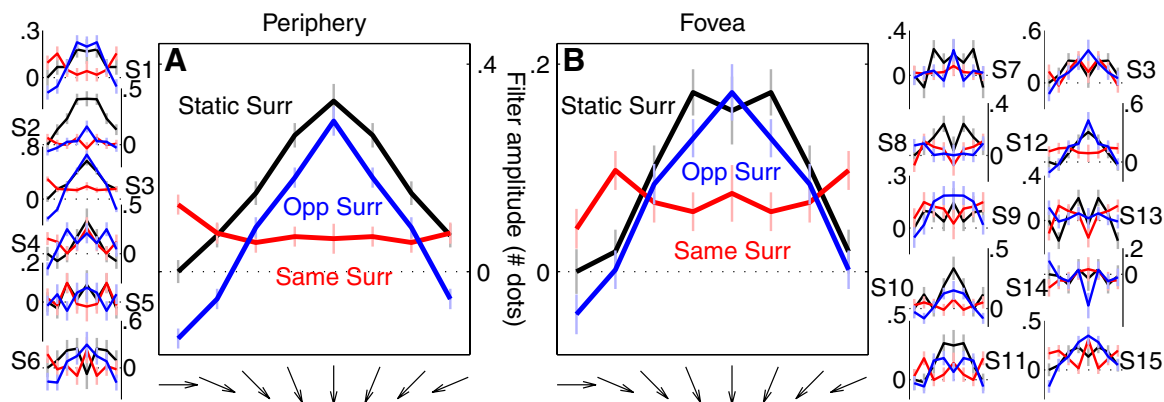 Periphery
Fovea
A
B
Static Surr
Opp Surr
Same Surr
.4
0
Filter amplitude (# dots)
Static Surr
Opp Surr
Same Surr
.2
0
.3
0
S1
.5
S2
0
.8
S3
0
.5
S4
0
.2
S5
0
.6
S6
0
.4
0
S7
.4
S8
0
.3
S9
0
.2
S10
0
.5
S11
0
.6
S3
0
.6
S12
0
.4
S13
0
.2
S14
0
.5
S15
0